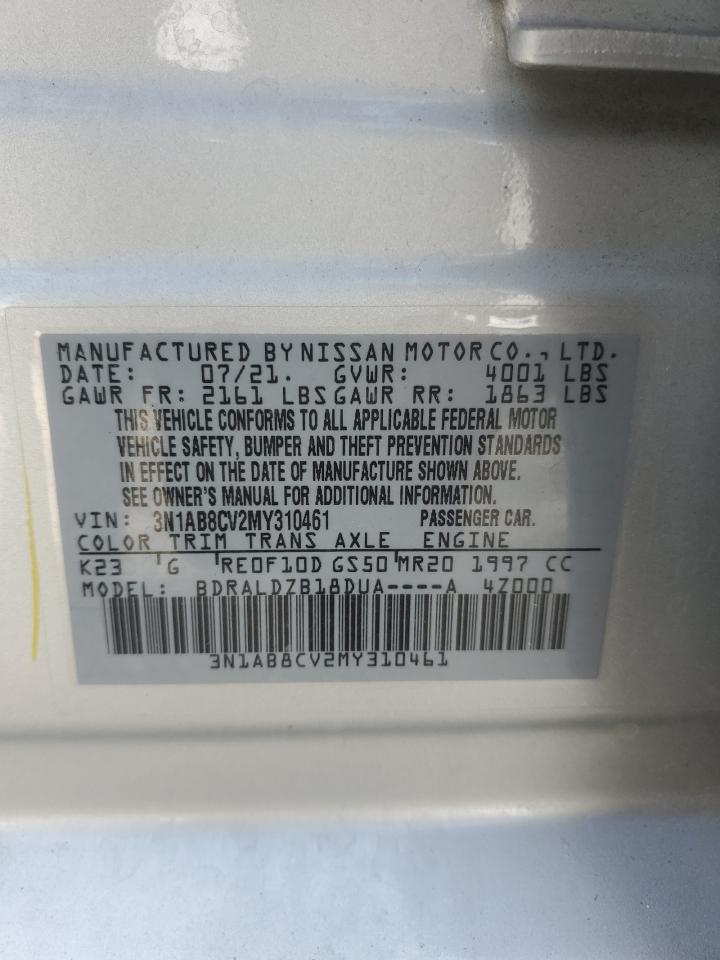 MANUFACTURED BY NISSAN MOTOR CO., LTD.
DATE: 07/21. GVWR: 4001 LBS
GAWR FR: 2161 LBS GAWR RR: 1863 LBS
THIS VEHICLE CONFORMS TO ALL APPLICABLE FEDERAL MOTOR
VEHICLE SAFETY, BUMPER AND THEFT PREVENTION STANDARDS
IN EFFECT ON THE DATE OF MANUFACTURE SHOWN ABOVE.
SEE OWNER'S MANUAL FOR ADDITIONAL INFORMATION.
VIN: 3N1AB8CV2MY310461 PASSENGER CAR.
COLOR TRIM TRANS AXLE ENGINE
K23 'G 'RE0F10D GS50'MR20 1997 CC
MODEL: BDRALDZB18DUA----A 4Z000
3N1AB8CV2MY310461